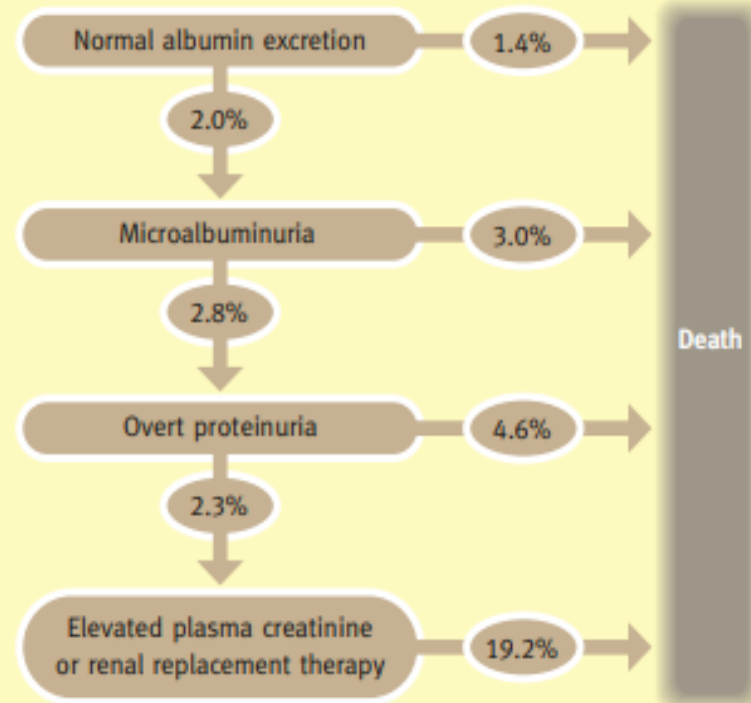 Normal albumin excretion
1.4%
2.0%
Microalbuminuria
3.0%
2.8%
Death
Overt proteinuria
4.6%
2.3%
Elevated plasma creatinine
or renal replacement therapy
19.2%